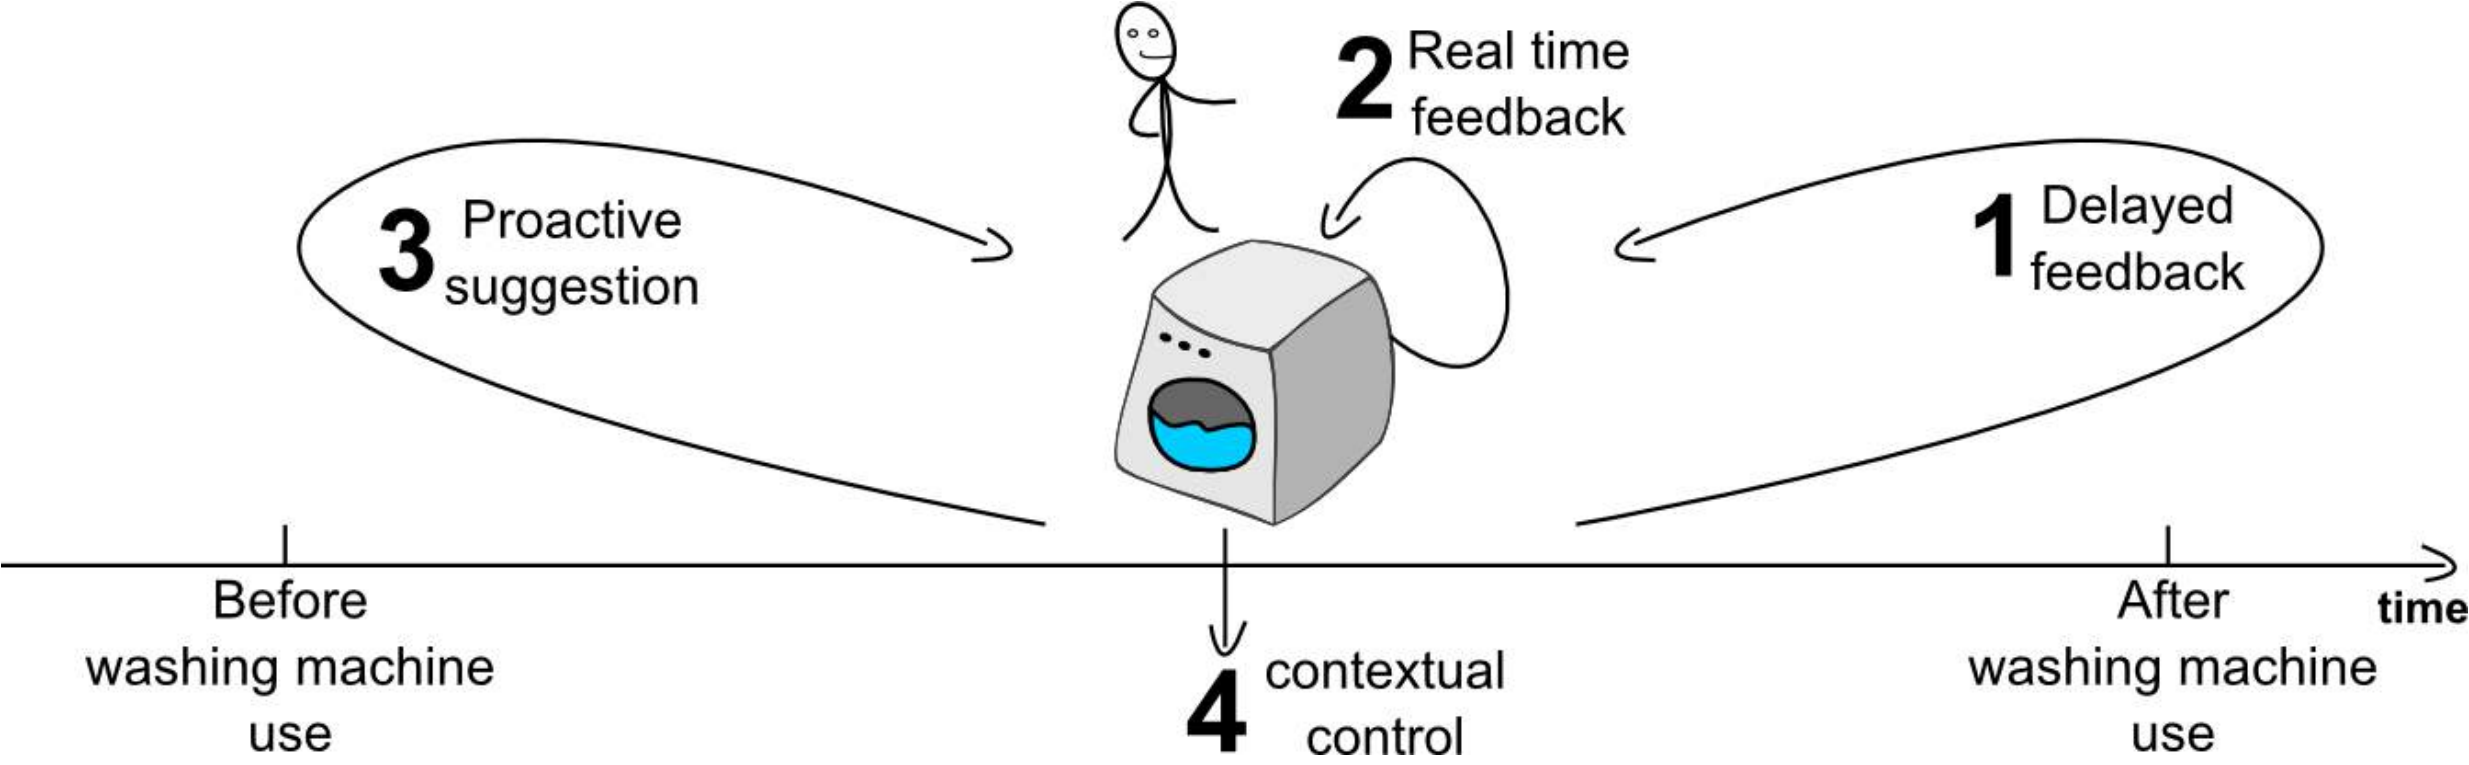 2 Real time
feedback
3 Proactive
suggestion
1 Delayed
feedback
Before
washing machine
use
4 contextual
control
After
washing machine
use
time